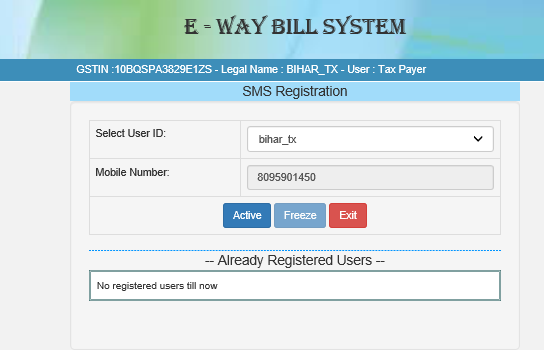 E - WAY BILL SYSTEM
GSTIN :10BQSPA3829E1ZS - Legal Name : BIHAR_TX - User : Tax Payer
SMS Registration
Select User ID: bihar_tx
Mobile Number: 8095901450
Active Freeze Exit
-- Already Registered Users --
No registered users till now